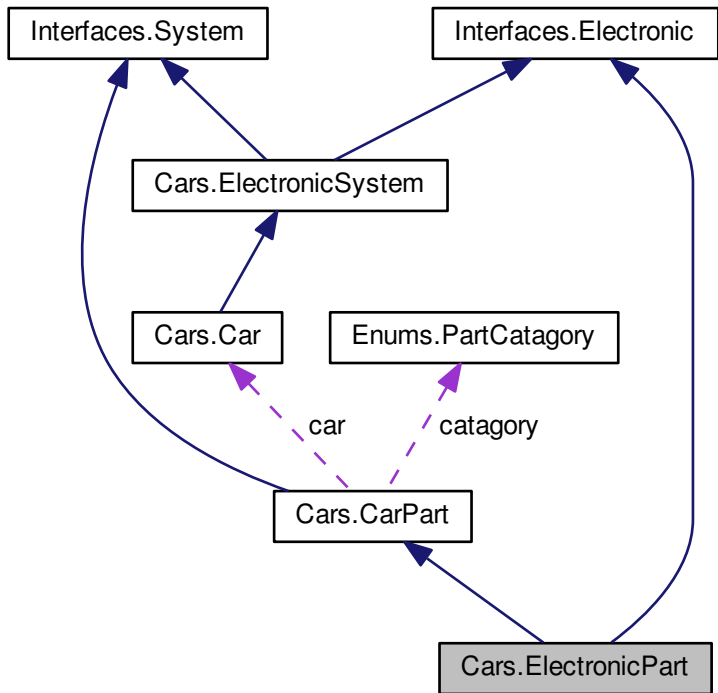 Interfaces.System
Interfaces.Electronic
Cars.ElectronicSystem
Cars.Car
Enums.PartCatagory
car
catagory
Cars.CarPart
Cars.ElectronicPart